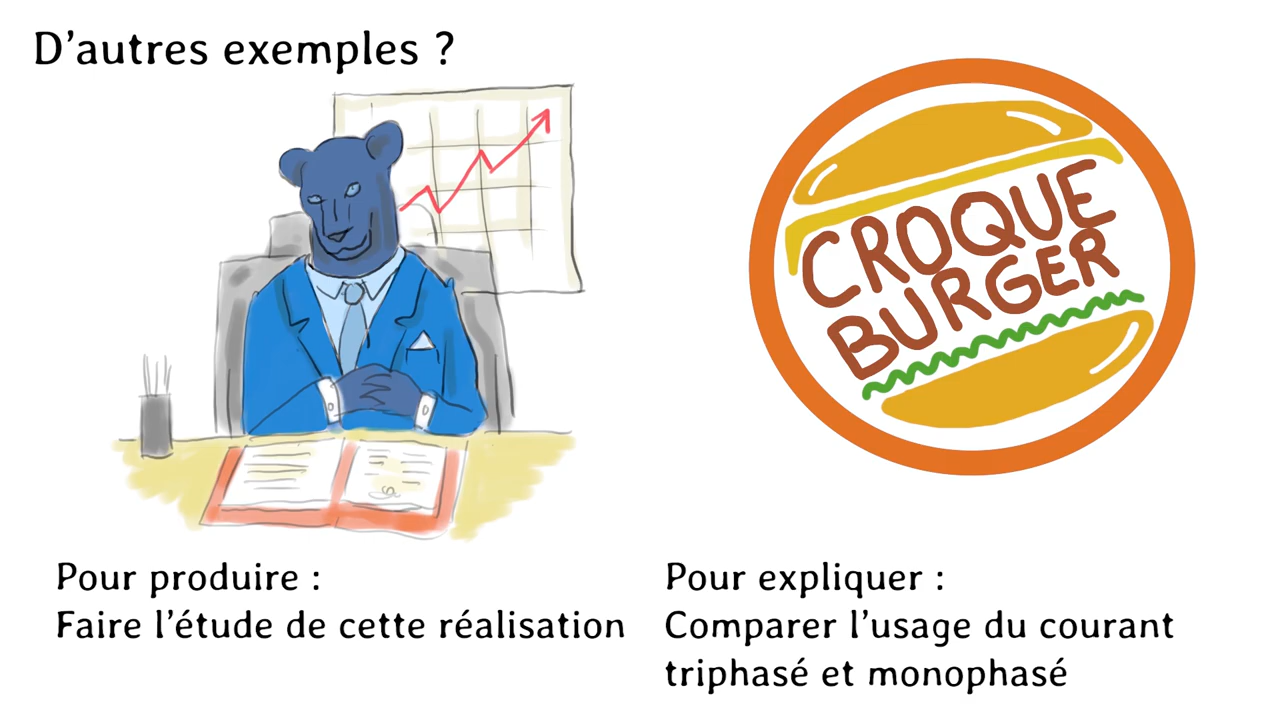 D'autres exemples ?
CROQUE
BURGER
Pour produire :
Faire l'étude de cette réalisation
Pour expliquer :
Comparer l'usage du courant
triphasé et monophasé